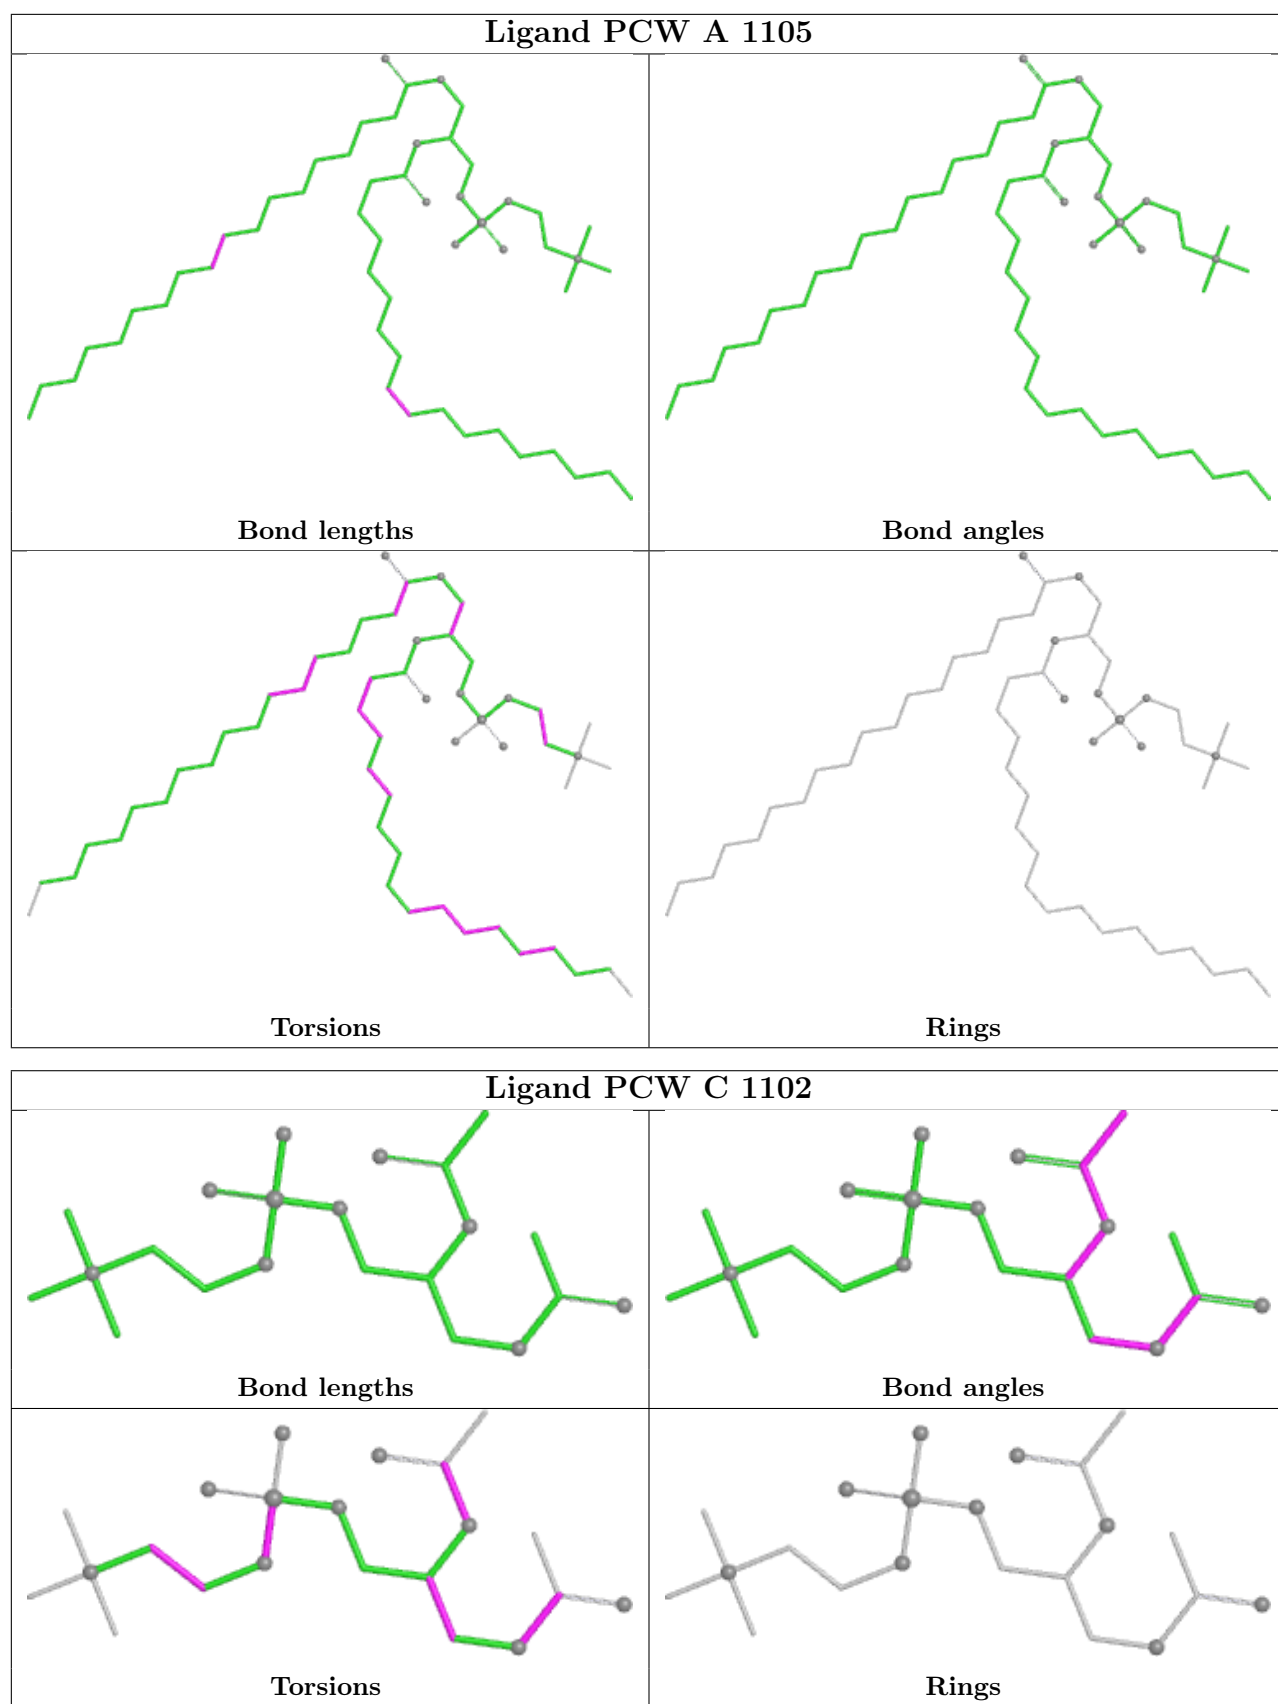 Ligand PCW A 1105
Bond lengths
Bond angles
Torsions
Rings
Ligand PCW C 1102
Bond lengths
Bond angles
Torsions
Rings